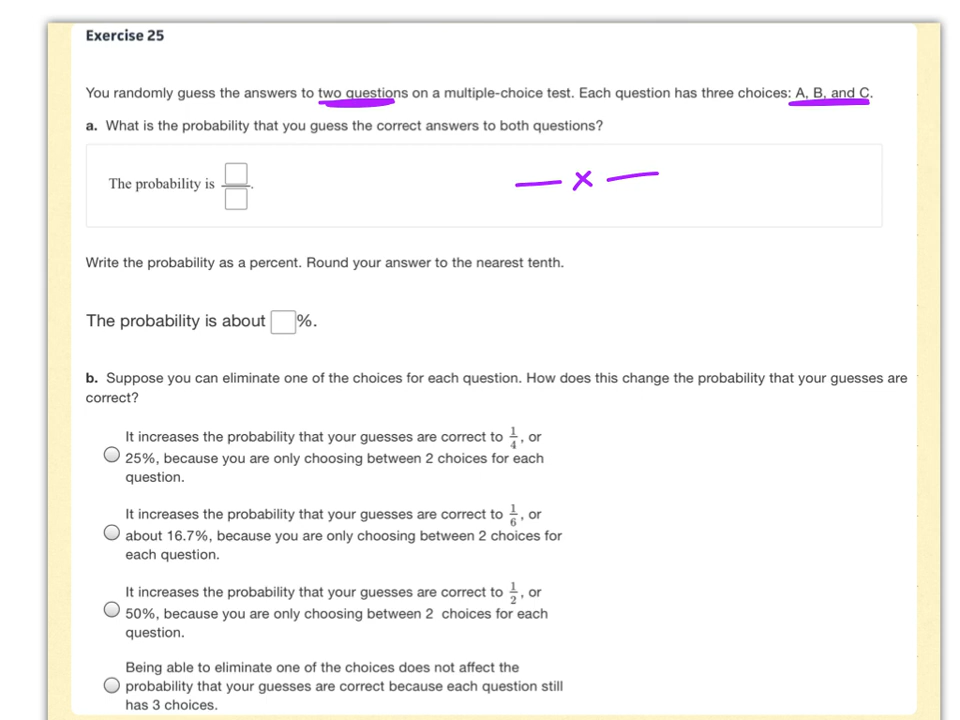 Exercise 25
You randomly guess the answers to two questions on a multiple-choice test. Each question has three choices: A, B, and C.
a. What is the probability that you guess the correct answers to both questions?
The probability is □/□.
— × —
Write the probability as a percent. Round your answer to the nearest tenth.
The probability is about □%.
b. Suppose you can eliminate one of the choices for each question. How does this change the probability that your guesses are
correct?
It increases the probability that your guesses are correct to 1/4, or
25%, because you are only choosing between 2 choices for each
question.
It increases the probability that your guesses are correct to 1/6, or
about 16.7%, because you are only choosing between 2 choices for
each question.
It increases the probability that your guesses are correct to 1/2, or
50%, because you are only choosing between 2 choices for each
question.
Being able to eliminate one of the choices does not affect the
probability that your guesses are correct because each question still
has 3 choices.